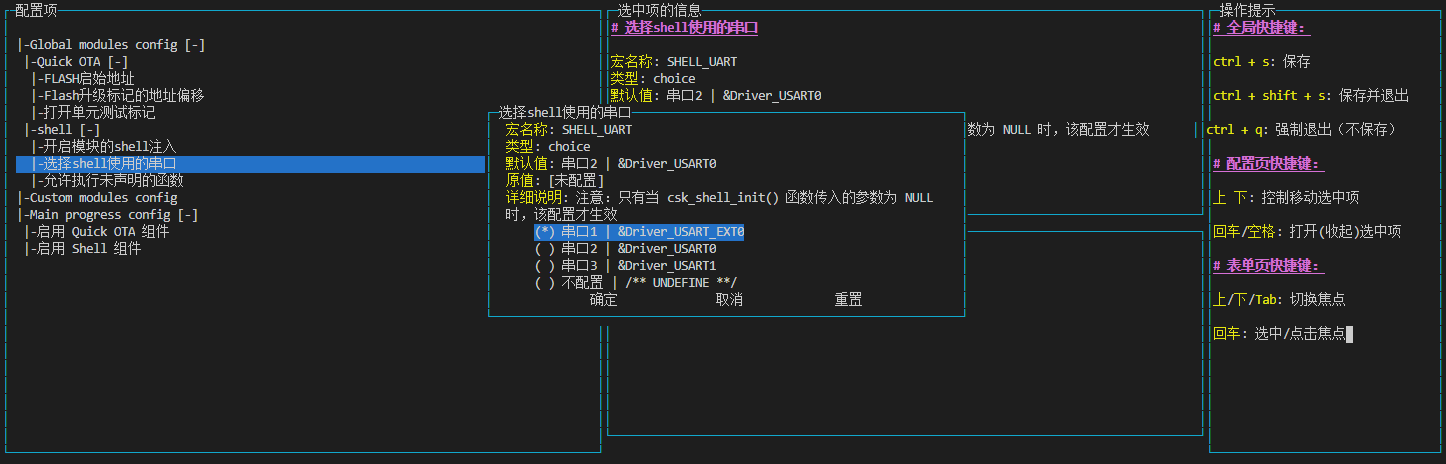 配置项
|-Global modules config [-]
|-Quick OTA [-]
|-FLASH启始地址
|-Flash升级标记的地址偏移
|-打开单元测试标记
|-shell [-]
|-开启模块的shell注入
|-选择shell使用的串口
|-允许执行未声明的函数
|-Custom modules config
|-Main progress config [-]
|-启用 Quick OTA 组件
|-启用 Shell 组件
选中项的信息
# 选择shell使用的串口
宏名称: SHELL_UART
类型: choice
默认值: 串口2 | &Driver_USART0
数为 NULL 时，该配置才生效
选择shell使用的串口
宏名称: SHELL_UART
类型: choice
默认值: 串口2 | &Driver_USART0
原值: [未配置]
详细说明: 注意: 只有当 csk_shell_init() 函数传入的参数为 NULL
时，该配置才生效
(*) 串口1 | &Driver_USART_EXT0
( ) 串口2 | &Driver_USART0
( ) 串口3 | &Driver_USART1
( ) 不配置 | /** UNDEFINE **/
确定 取消 重置
操作提示
# 全局快捷键:
ctrl + s: 保存
ctrl + shift + s: 保存并退出
ctrl + q: 强制退出（不保存）
# 配置页快捷键:
上 下: 控制移动选中项
回车/空格: 打开(收起)选中项
# 表单页快捷键:
上/下/Tab: 切换焦点
回车: 选中/点击焦点